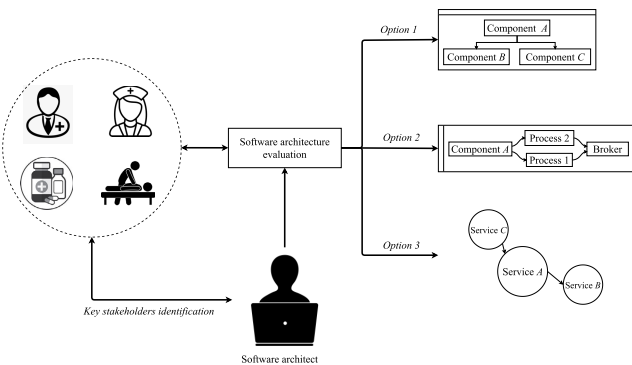 Option 1
Component A
Component B
Component C
Software architecture
evaluation
Option 2
Component A
Process 2
Process 1
Broker
Option 3
Service C
Service A
Service B
Key stakeholders identification
Software architect